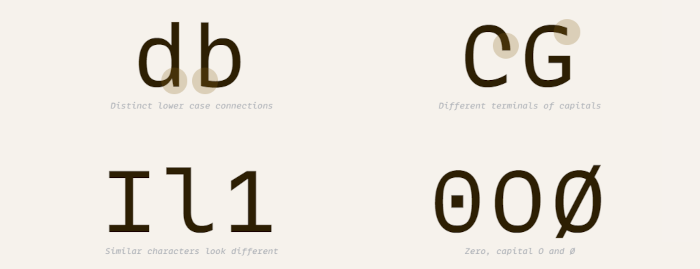 db
Distinct lower case connections
CG
Different terminals of capitals
Il1
Similar characters look different
0OØ
Zero, capital O and Ø